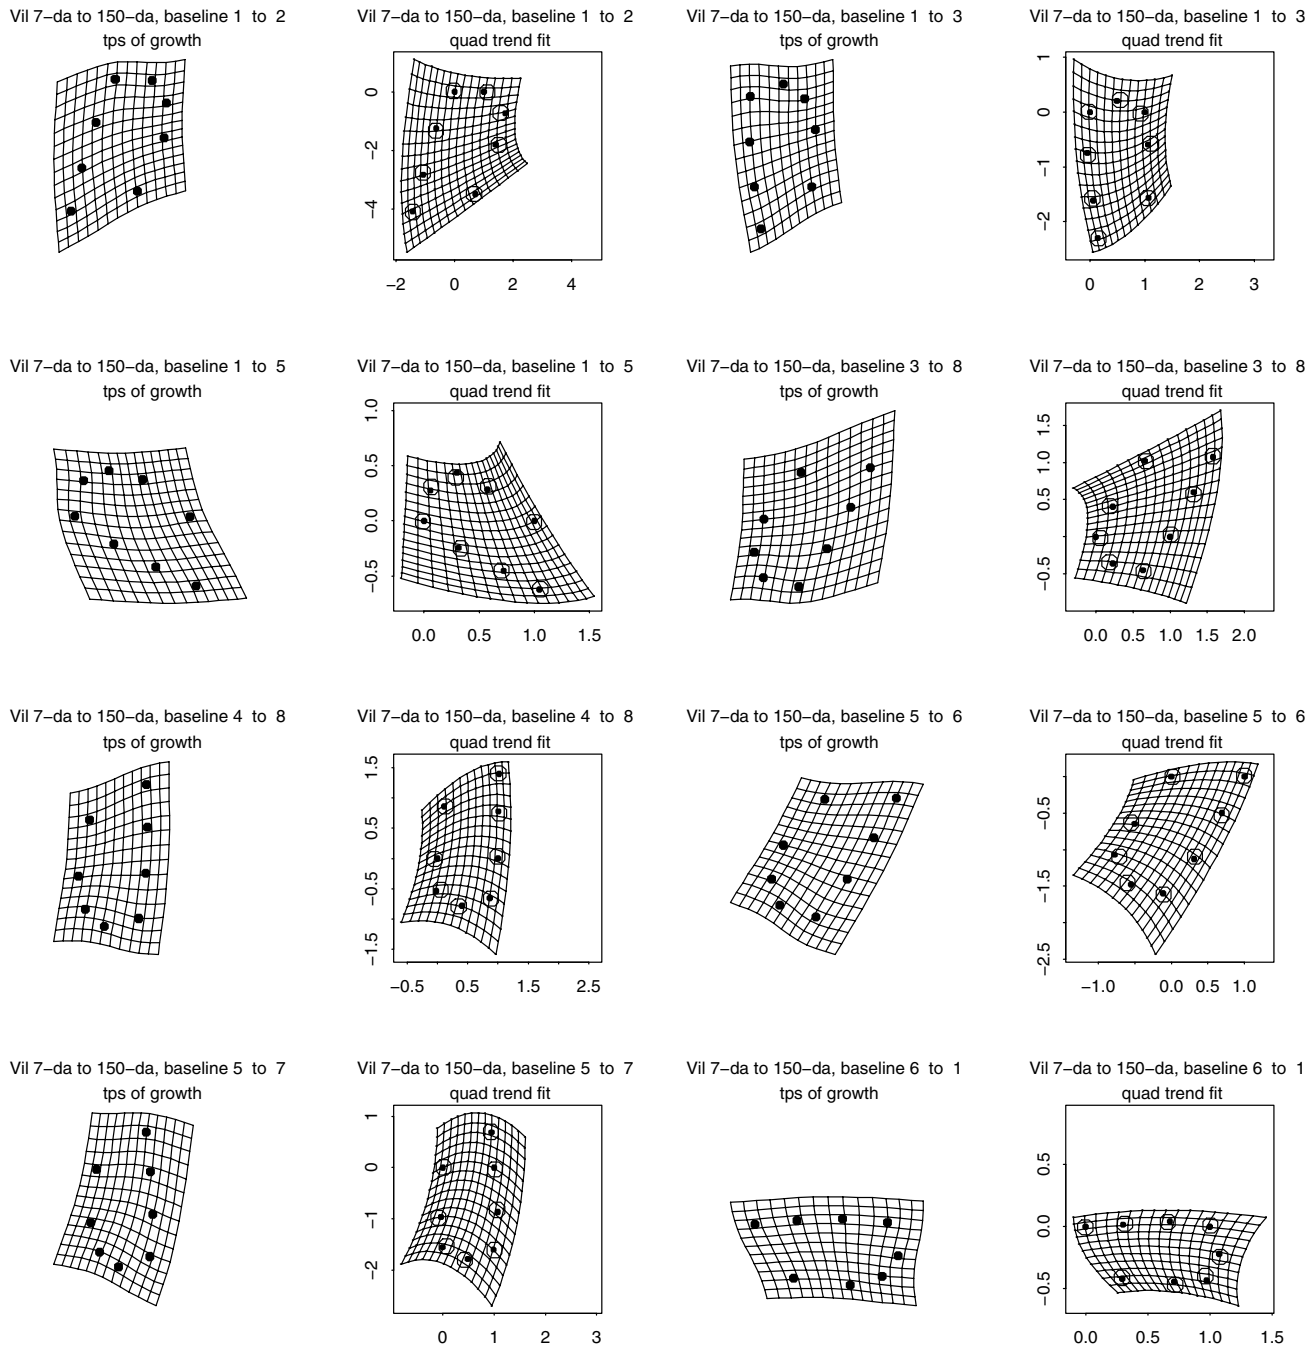 Vil 7−da to 150−da, baseline 1 to 2
tps of growth
Vil 7−da to 150−da, baseline 1 to 2
quad trend fit
0
−2
−4
−2 0 2 4
Vil 7−da to 150−da, baseline 1 to 3
tps of growth
Vil 7−da to 150−da, baseline 1 to 3
quad trend fit
1
0
−1
−2
0 1 2 3
Vil 7−da to 150−da, baseline 1 to 5
tps of growth
Vil 7−da to 150−da, baseline 1 to 5
quad trend fit
1.0
0.5
0.0
−0.5
0.0 0.5 1.0 1.5
Vil 7−da to 150−da, baseline 3 to 8
tps of growth
Vil 7−da to 150−da, baseline 3 to 8
quad trend fit
1.5
1.0
0.5
−0.5
0.0 0.5 1.0 1.5 2.0
Vil 7−da to 150−da, baseline 4 to 8
tps of growth
Vil 7−da to 150−da, baseline 4 to 8
quad trend fit
1.5
0.5
−0.5
−1.5
−0.5 0.5 1.5 2.5
Vil 7−da to 150−da, baseline 5 to 6
tps of growth
Vil 7−da to 150−da, baseline 5 to 6
quad trend fit
−0.5
−1.5
−2.5
−1.0 0.0 0.5 1.0
Vil 7−da to 150−da, baseline 5 to 7
tps of growth
Vil 7−da to 150−da, baseline 5 to 7
quad trend fit
1
0
−1
−2
0 1 2 3
Vil 7−da to 150−da, baseline 6 to 1
tps of growth
Vil 7−da to 150−da, baseline 6 to 1
quad trend fit
0.5
0.0
−0.5
0.0 0.5 1.0 1.5